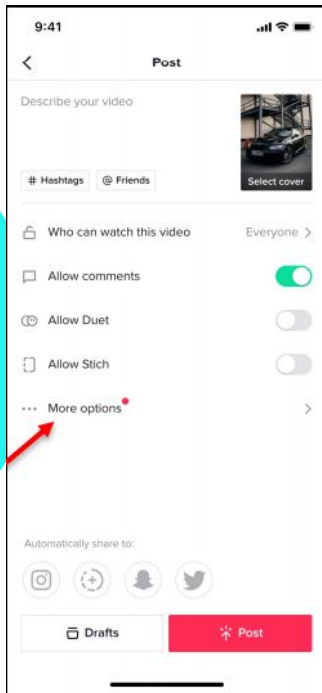 9:41
Post
Describe your video
# Hashtags @ Friends
Select cover
Who can watch this video Everyone >
Allow comments
Allow Duet
Allow Stich
More options
Automatically share to:
Drafts
Post